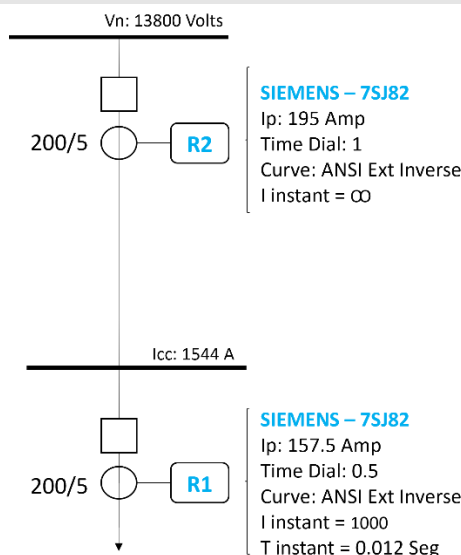 Vn: 13800 Volts
SIEMENS – 7SJ82
Ip: 195 Amp
200/5
R2
Time Dial: 1
Curve: ANSI Ext Inverse
I instant = ꝏ
Icc: 1544 A
SIEMENS – 7SJ82
Ip: 157.5 Amp
Time Dial: 0.5
200/5
R1
Curve: ANSI Ext Inverse
I instant = 1000
T instant = 0.012 Seg